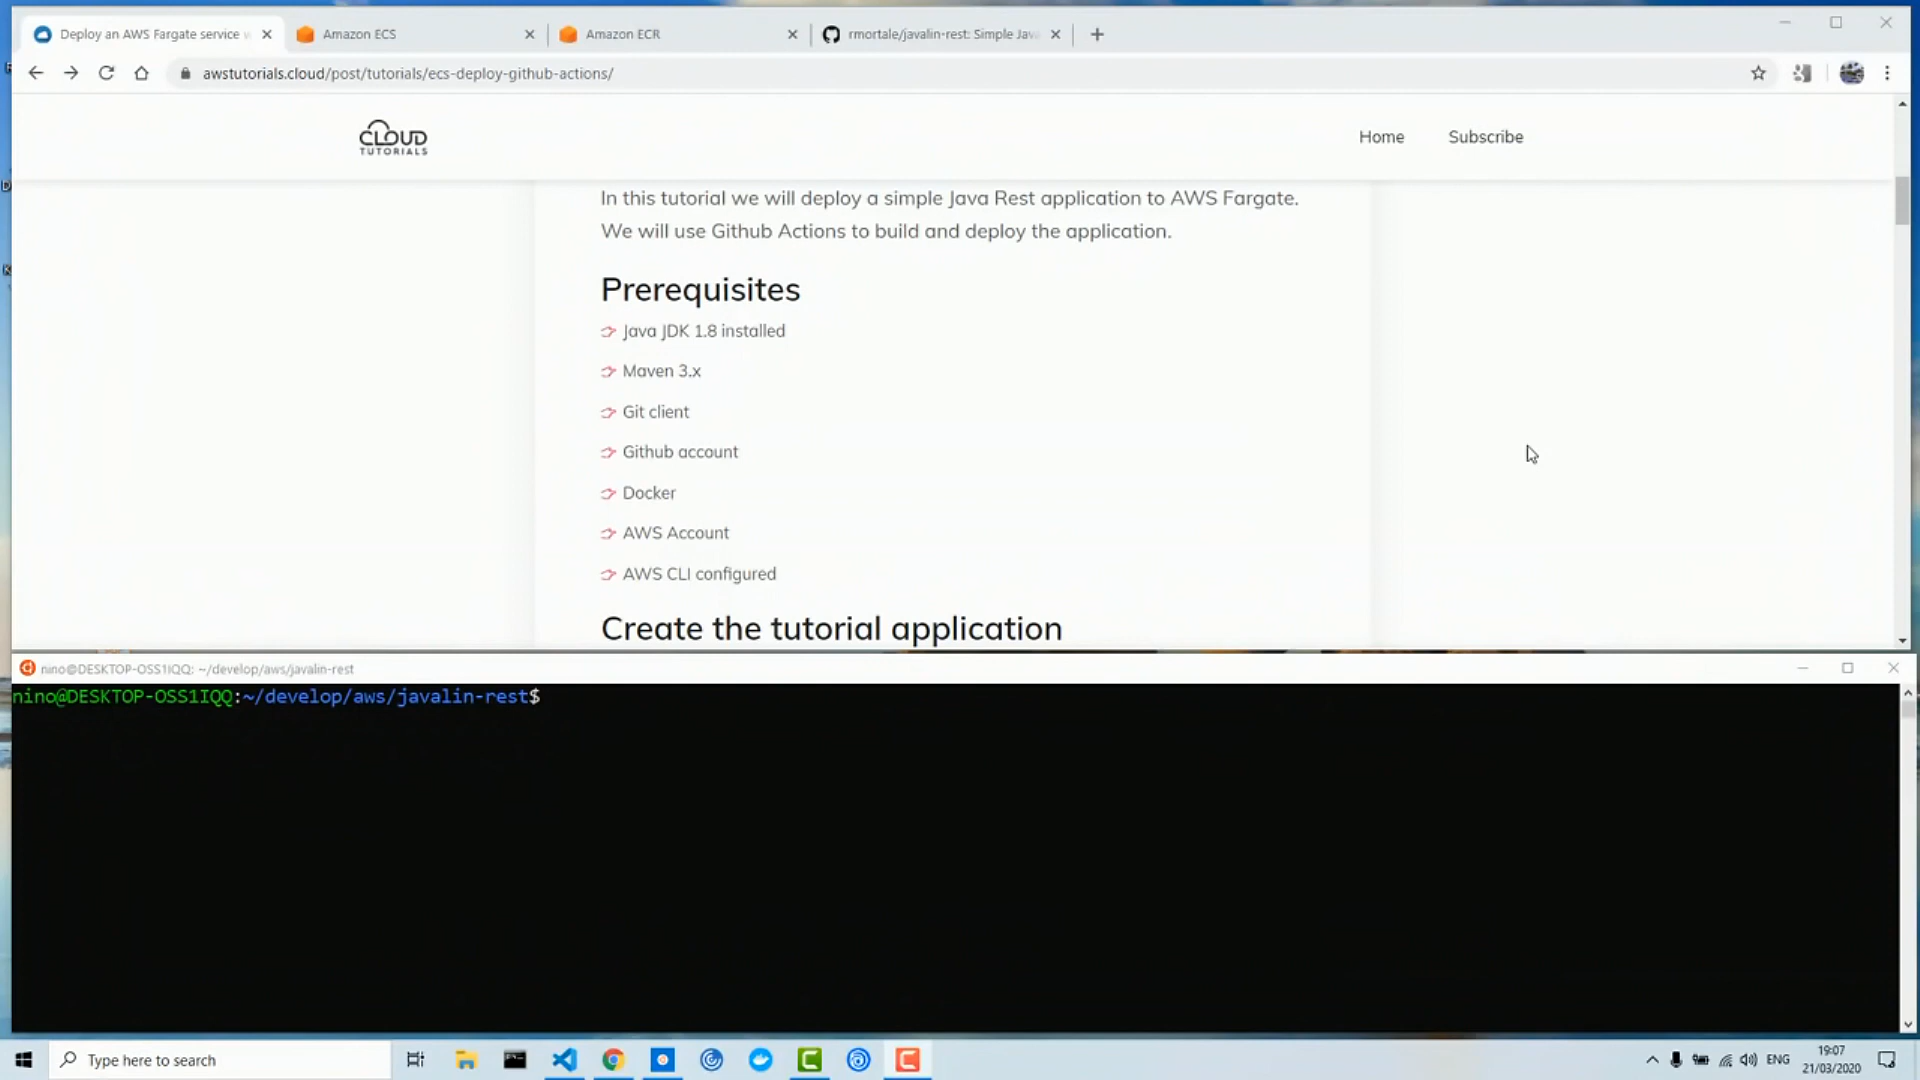 Deploy an AWS Fargate service
Amazon ECS
Amazon ECR
rmortale/javalin-rest: Simple Jav
awstutorials.cloud/post/tutorials/ecs-deploy-github-actions/
CLOUD
TUTORIALS
Home
Subscribe
In this tutorial we will deploy a simple Java Rest application to AWS Fargate.
We will use Github Actions to build and deploy the application.
Prerequisites
Java JDK 1.8 installed
Maven 3.x
Git client
Github account
Docker
AWS Account
AWS CLI configured
Create the tutorial application
nino@DESKTOP-OSS1IQQ: ~/develop/aws/javalin-rest
nino@DESKTOP-OSS1IQQ:~/develop/aws/javalin-rest$
Type here to search
ENG
19:07
21/03/2020